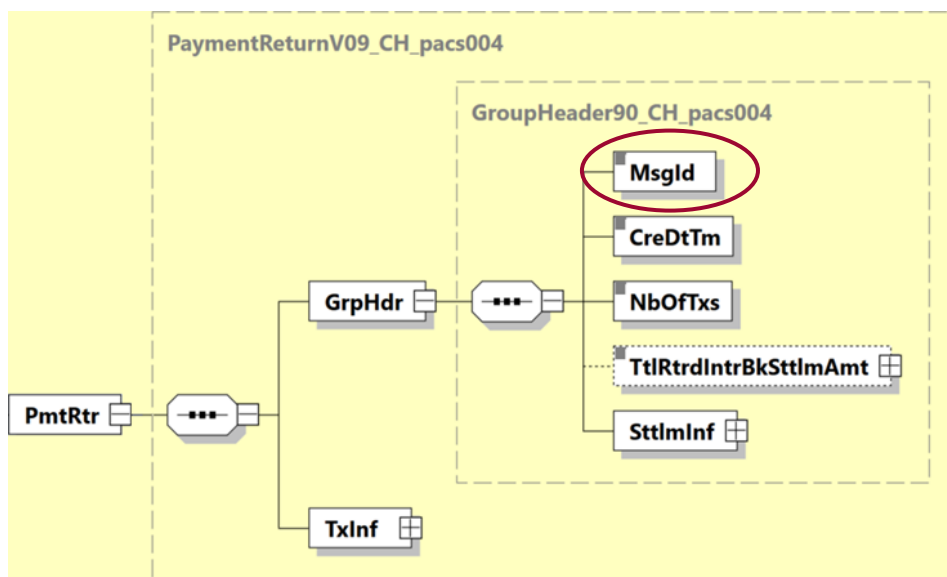 PaymentReturnV09_CH_pacs004
GroupHeader90_CH_pacs004
MsgId
CreDtTm
GrpHdr
NbOfTxs
TtlRtrdIntrBkSttlmAmt
PmtRtr
SttlmInf
TxInf